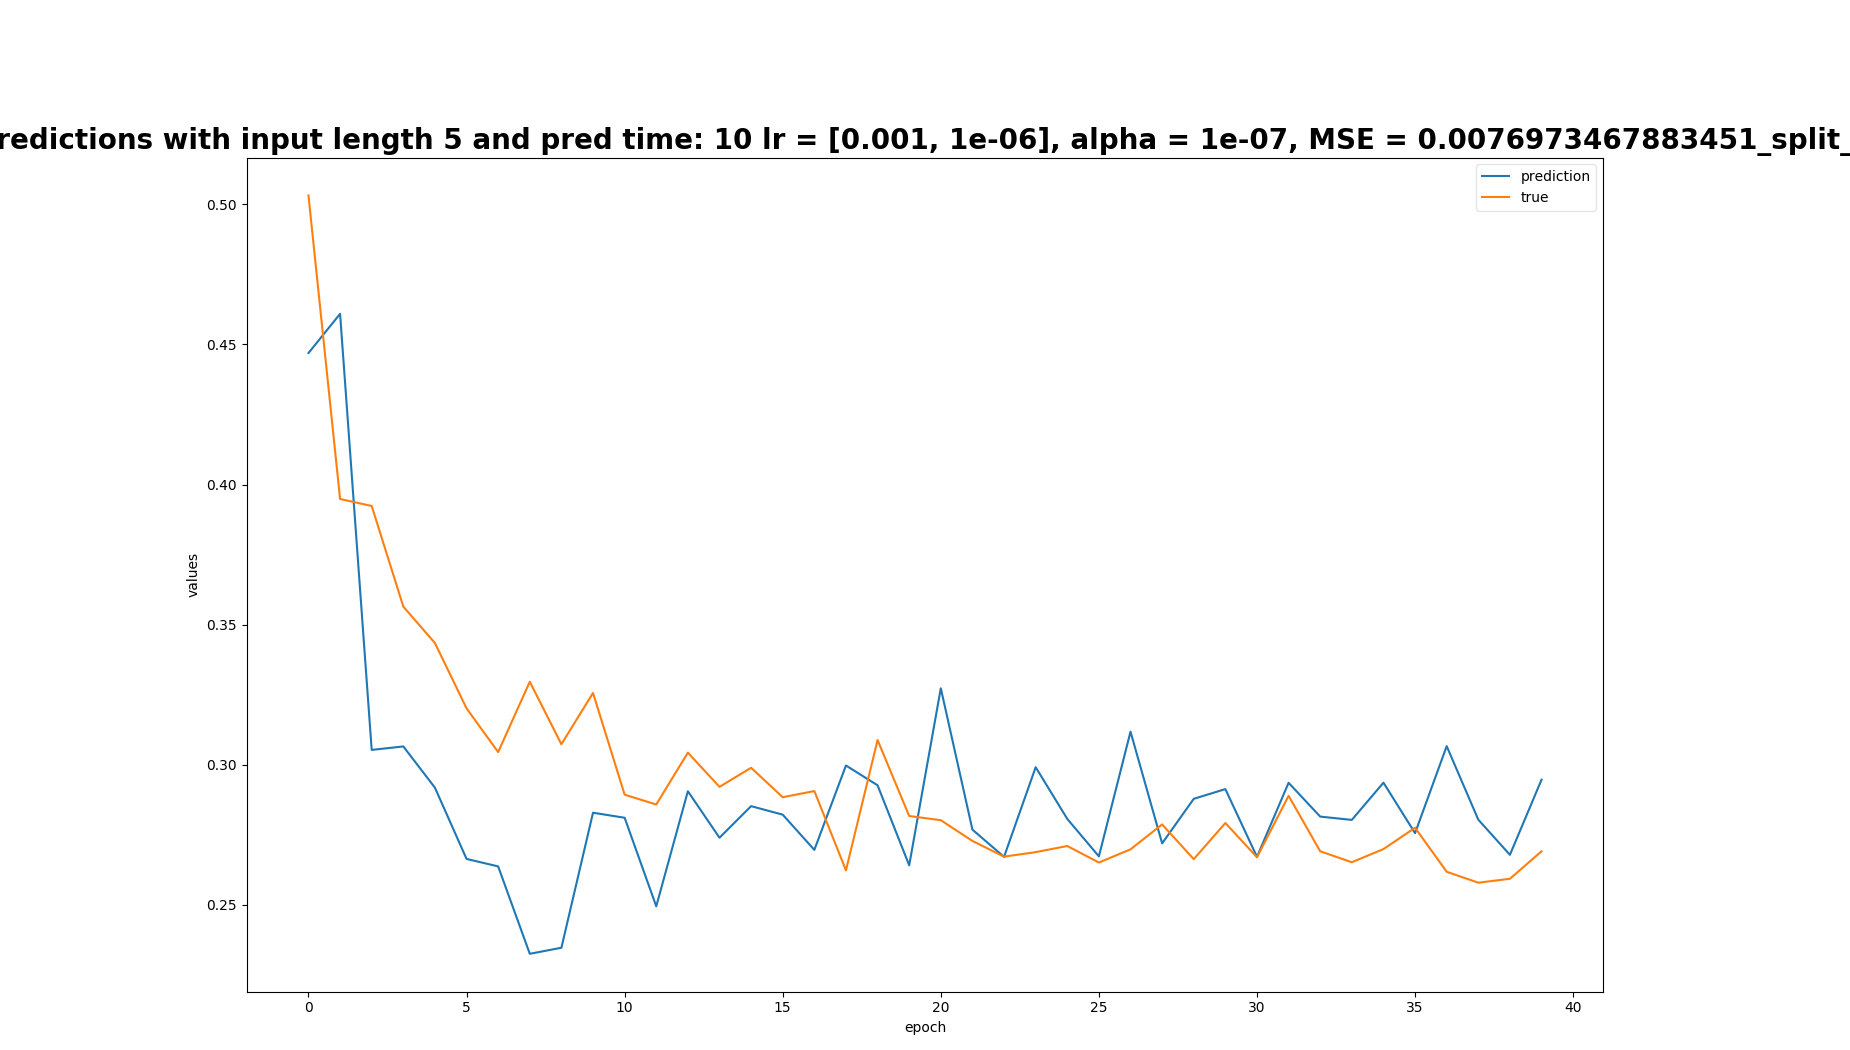 redictions with input length 5 and pred time: 10 lr = [0.001, 1e-06], alpha = 1e-07, MSE = 0.0076973467883451_split_
prediction
true
0.50
0.45
0.40
0.35
0.30
0.25
values
0 5 10 15 20 25 30 35 40
epoch